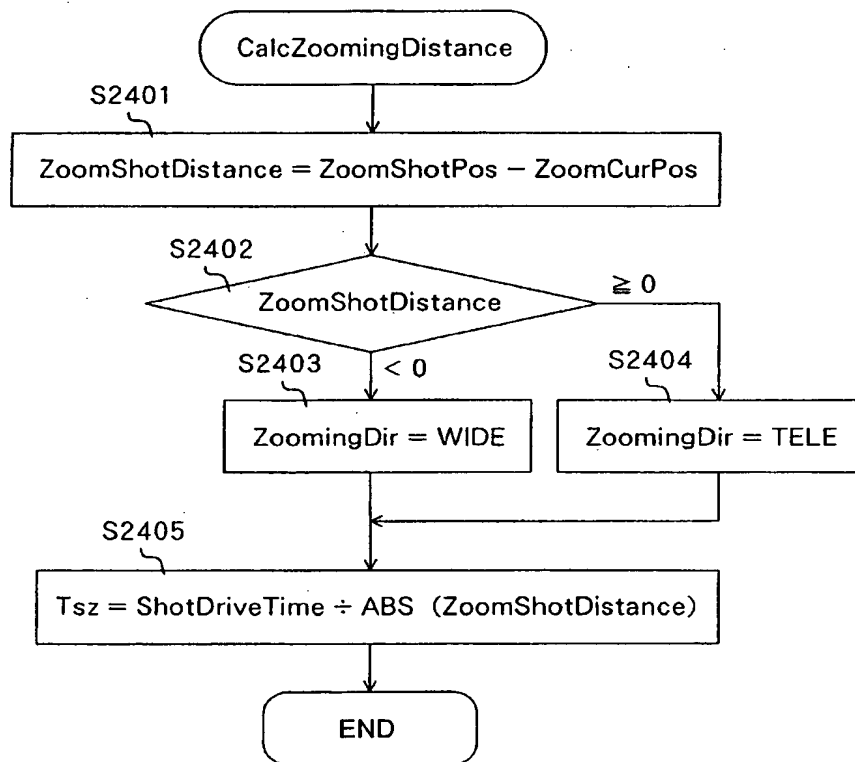 CalcZoomingDistance
S2401
ZoomShotDistance = ZoomShotPos − ZoomCurPos
S2402
ZoomShotDistance
≧ 0
< 0
S2403
ZoomingDir = WIDE
S2404
ZoomingDir = TELE
S2405
Tsz = ShotDriveTime ÷ ABS (ZoomShotDistance)
END